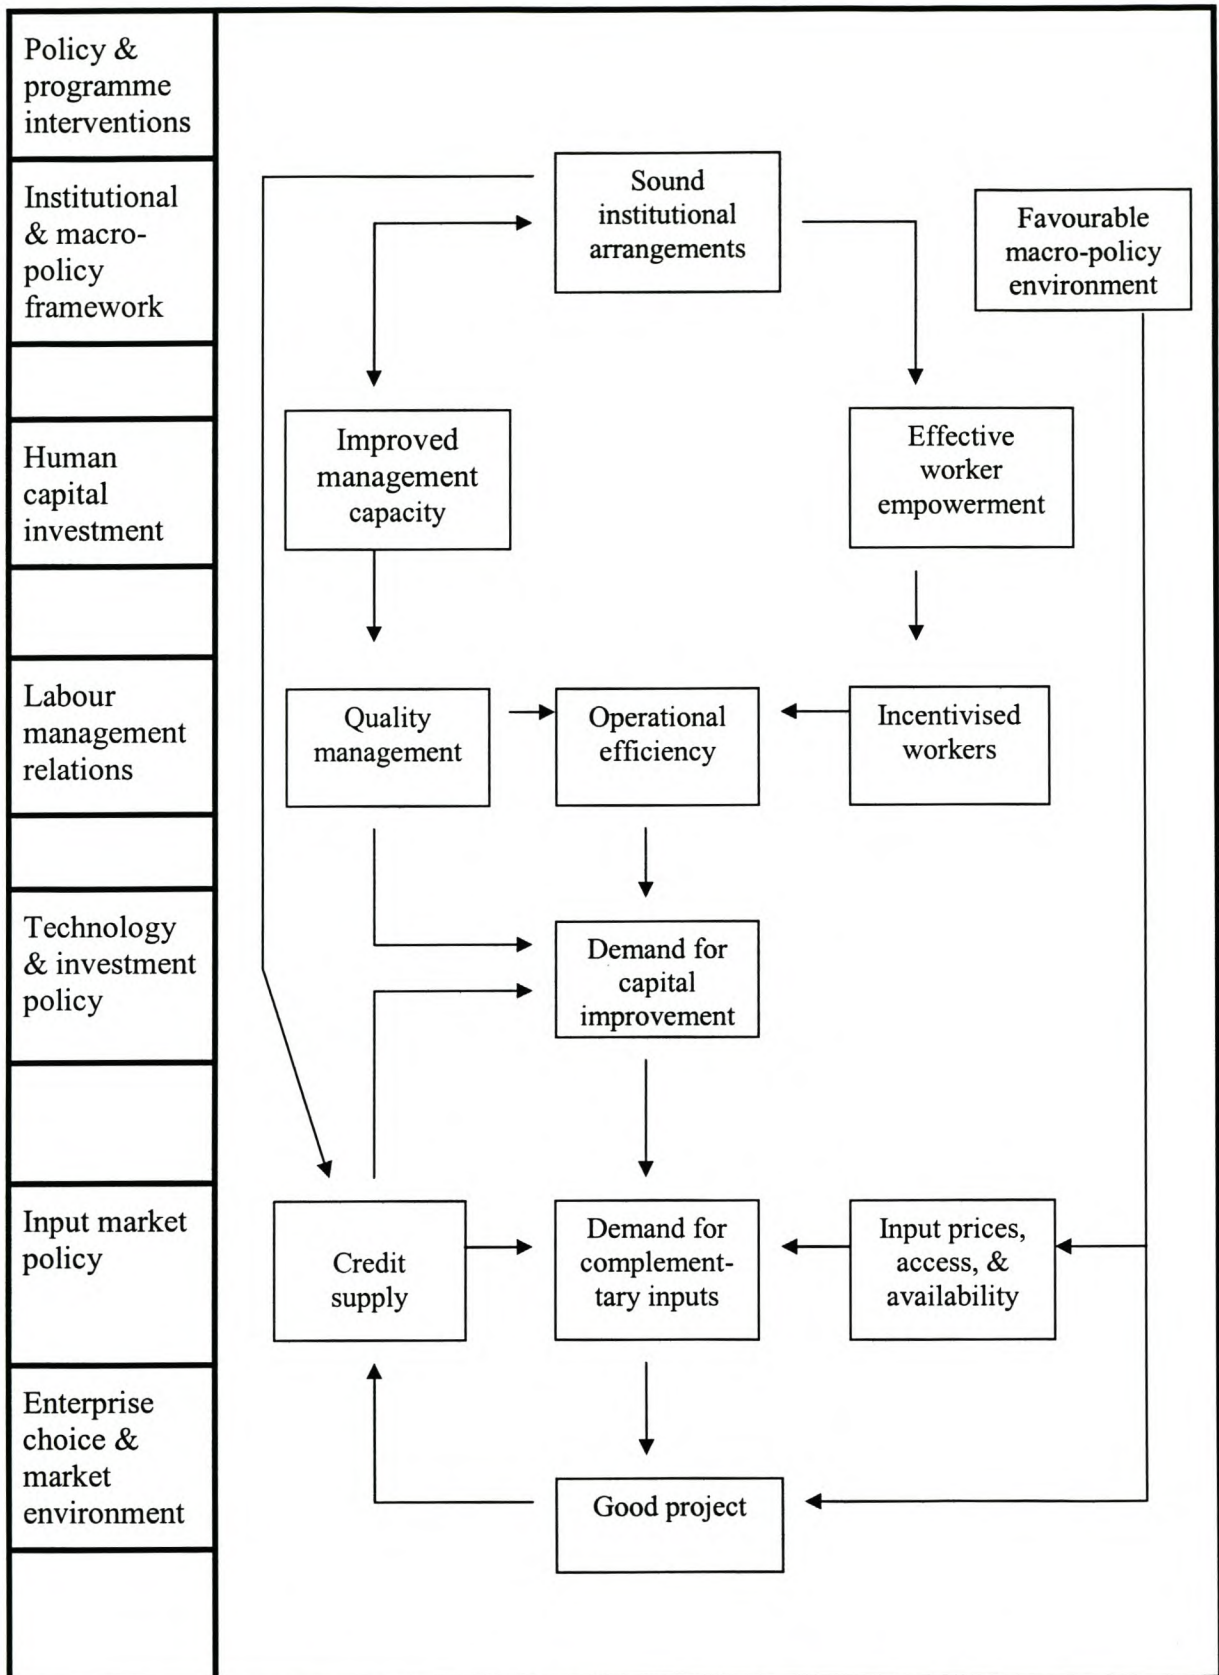 Policy &
programme
interventions
Institutional
& macro-
policy
framework
Sound
institutional
arrangements
Favourable
macro-policy
environment
Human
capital
investment
Improved
management
capacity
Effective
worker
empowerment
Labour
management
relations
Quality
management
Operational
efficiency
Incentivised
workers
Technology
& investment
policy
Demand for
capital
improvement
Input market
policy
Credit
supply
Demand for
complemen-
tary inputs
Input prices,
access, &
availability
Enterprise
choice &
market
environment
Good project